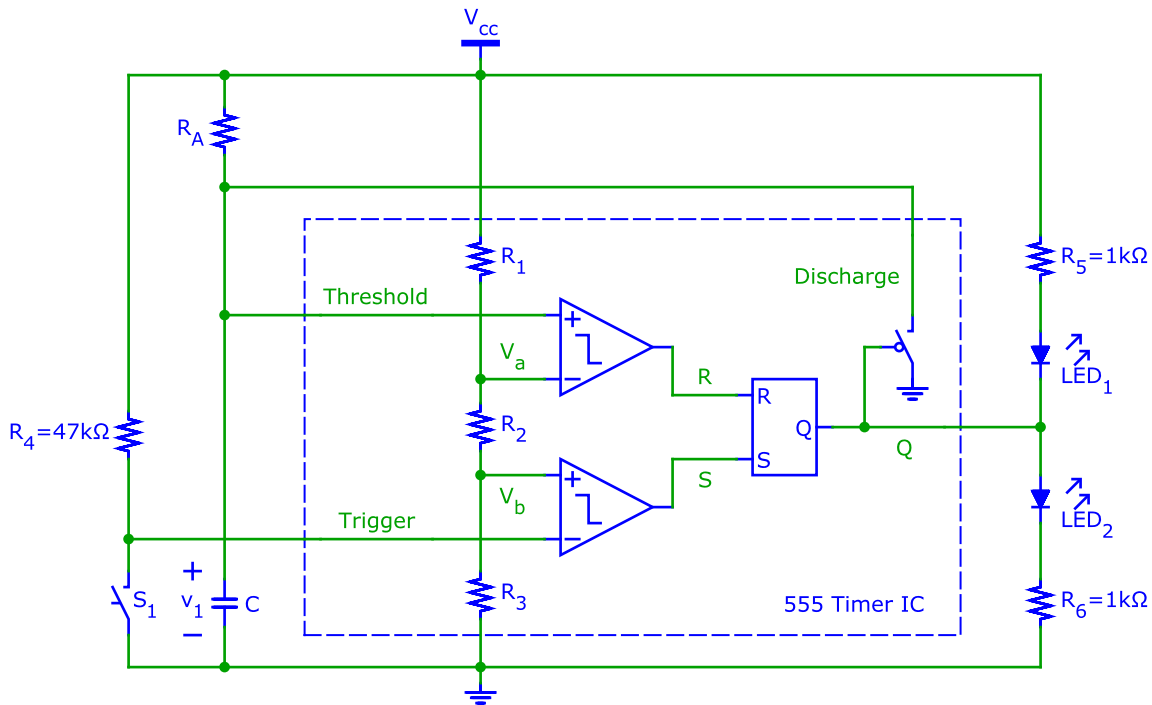 Vcc
RA
R1
R5=1kΩ
Discharge
Threshold
+
Va
−
LED1
R
R
R4=47kΩ
R2
Q
Q
S
S
+
Vb
Trigger
−
LED2
+
S1
v1
C
−
R3
555 Timer IC
R6=1kΩ